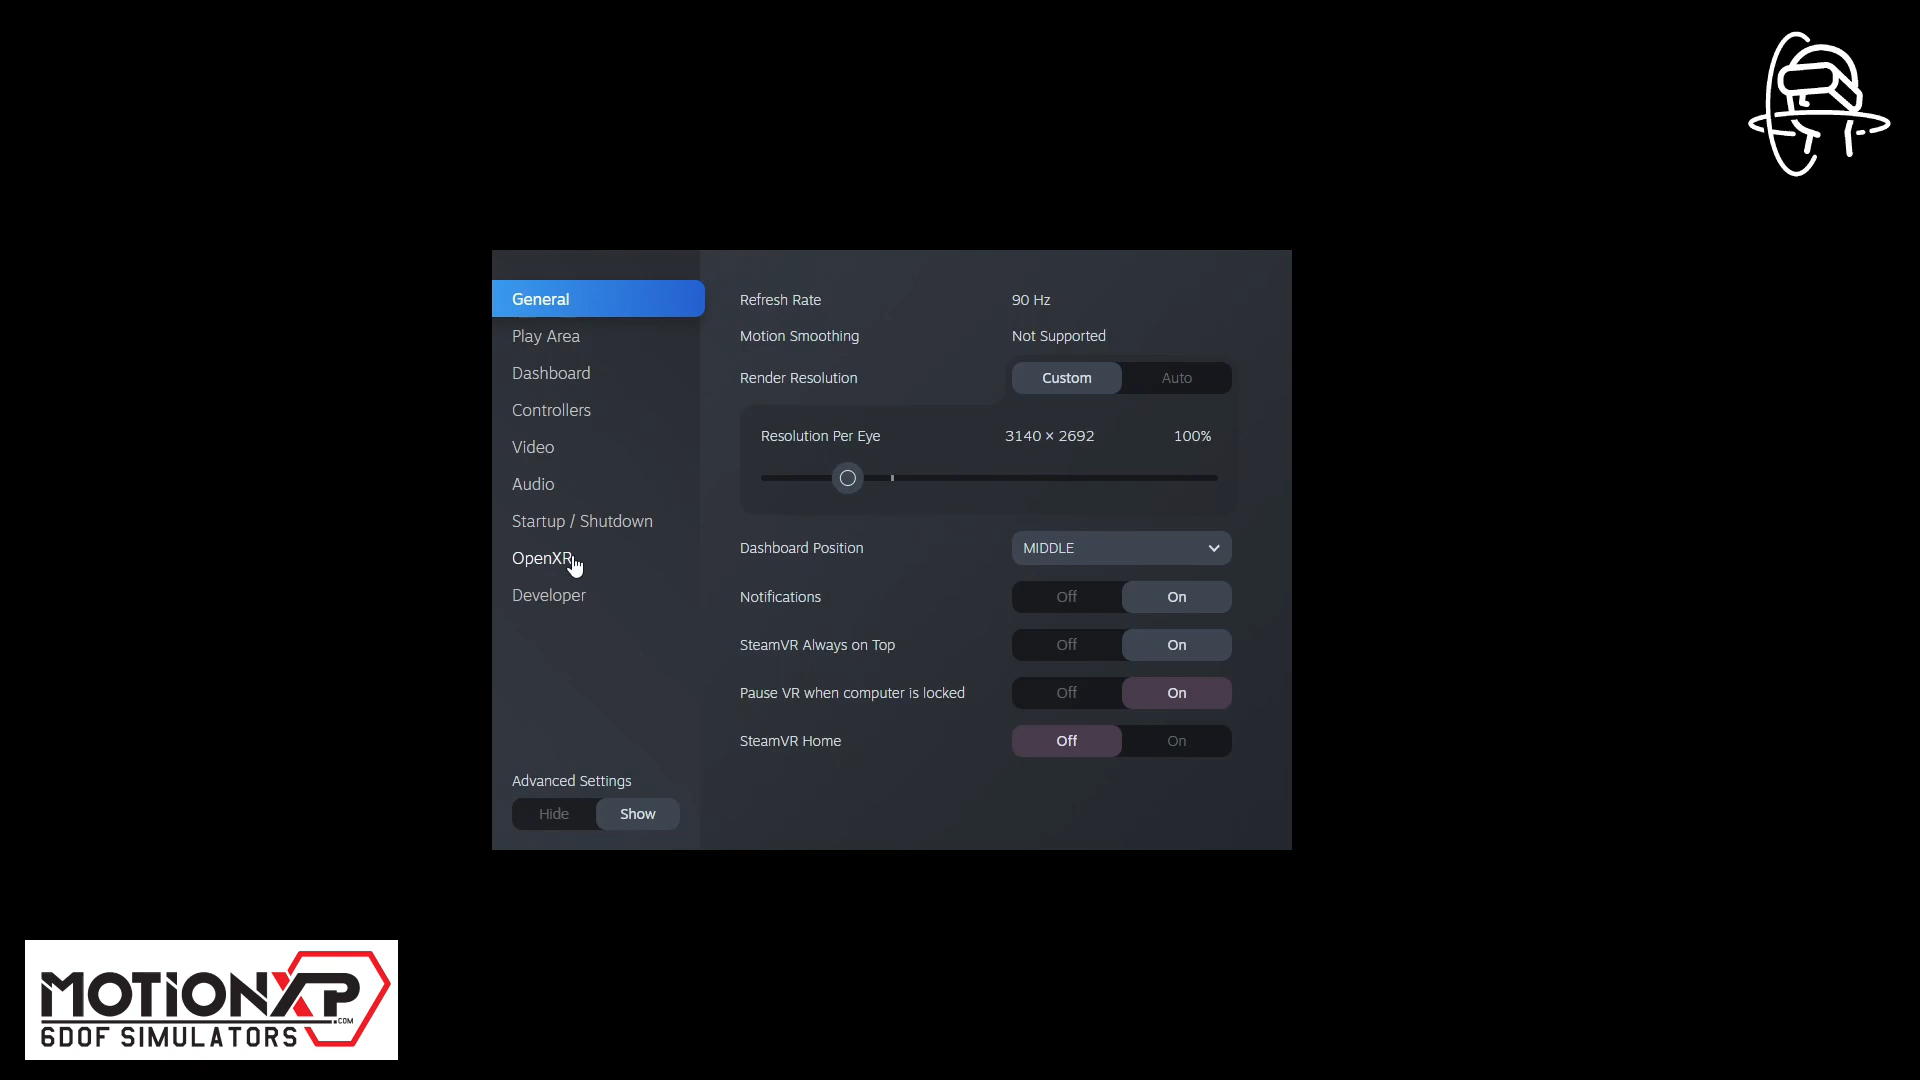 General
Play Area
Dashboard
Controllers
Video
Audio
Startup / Shutdown
OpenXR
Developer
Advanced Settings
Hide Show
Refresh Rate 90 Hz
Motion Smoothing Not Supported
Render Resolution Custom Auto
Resolution Per Eye 3140 × 2692 100%
Dashboard Position MIDDLE
Notifications Off On
SteamVR Always on Top Off On
Pause VR when computer is locked Off On
SteamVR Home Off On
MOTiONXP
.COM
6DOF SIMULATORS